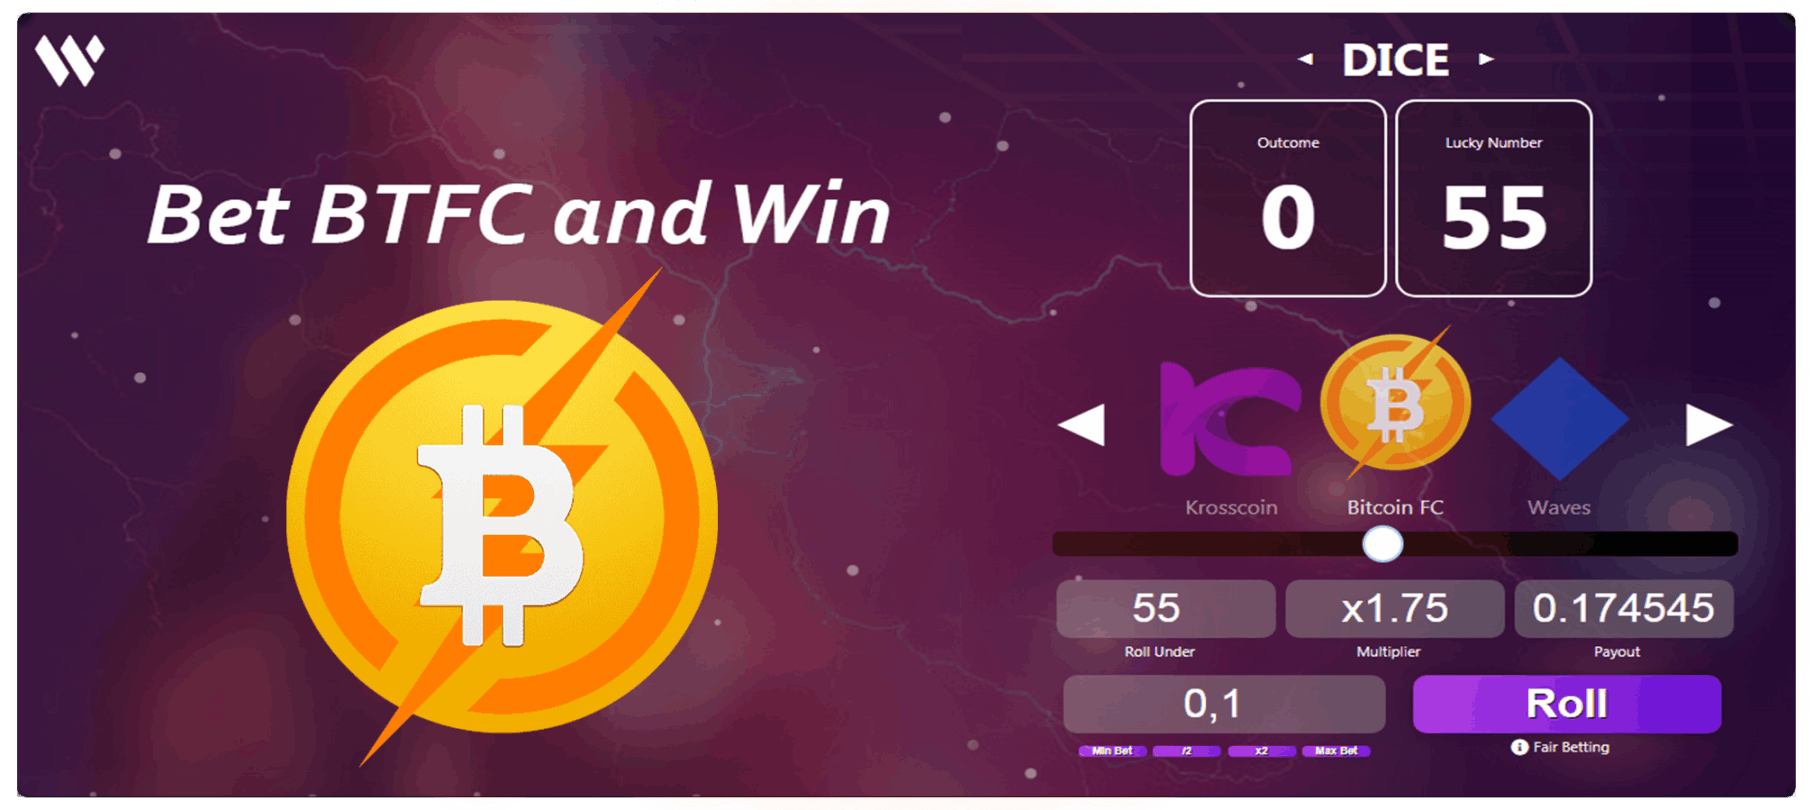 Bet BTFC and Win
DICE
Outcome
0
Lucky Number
55
Krosscoin
Bitcoin FC
Waves
55
Roll Under
x1.75
Multiplier
0.174545
Payout
0,1
Min Bet
/2
x2
Max Bet
Roll
Fair Betting